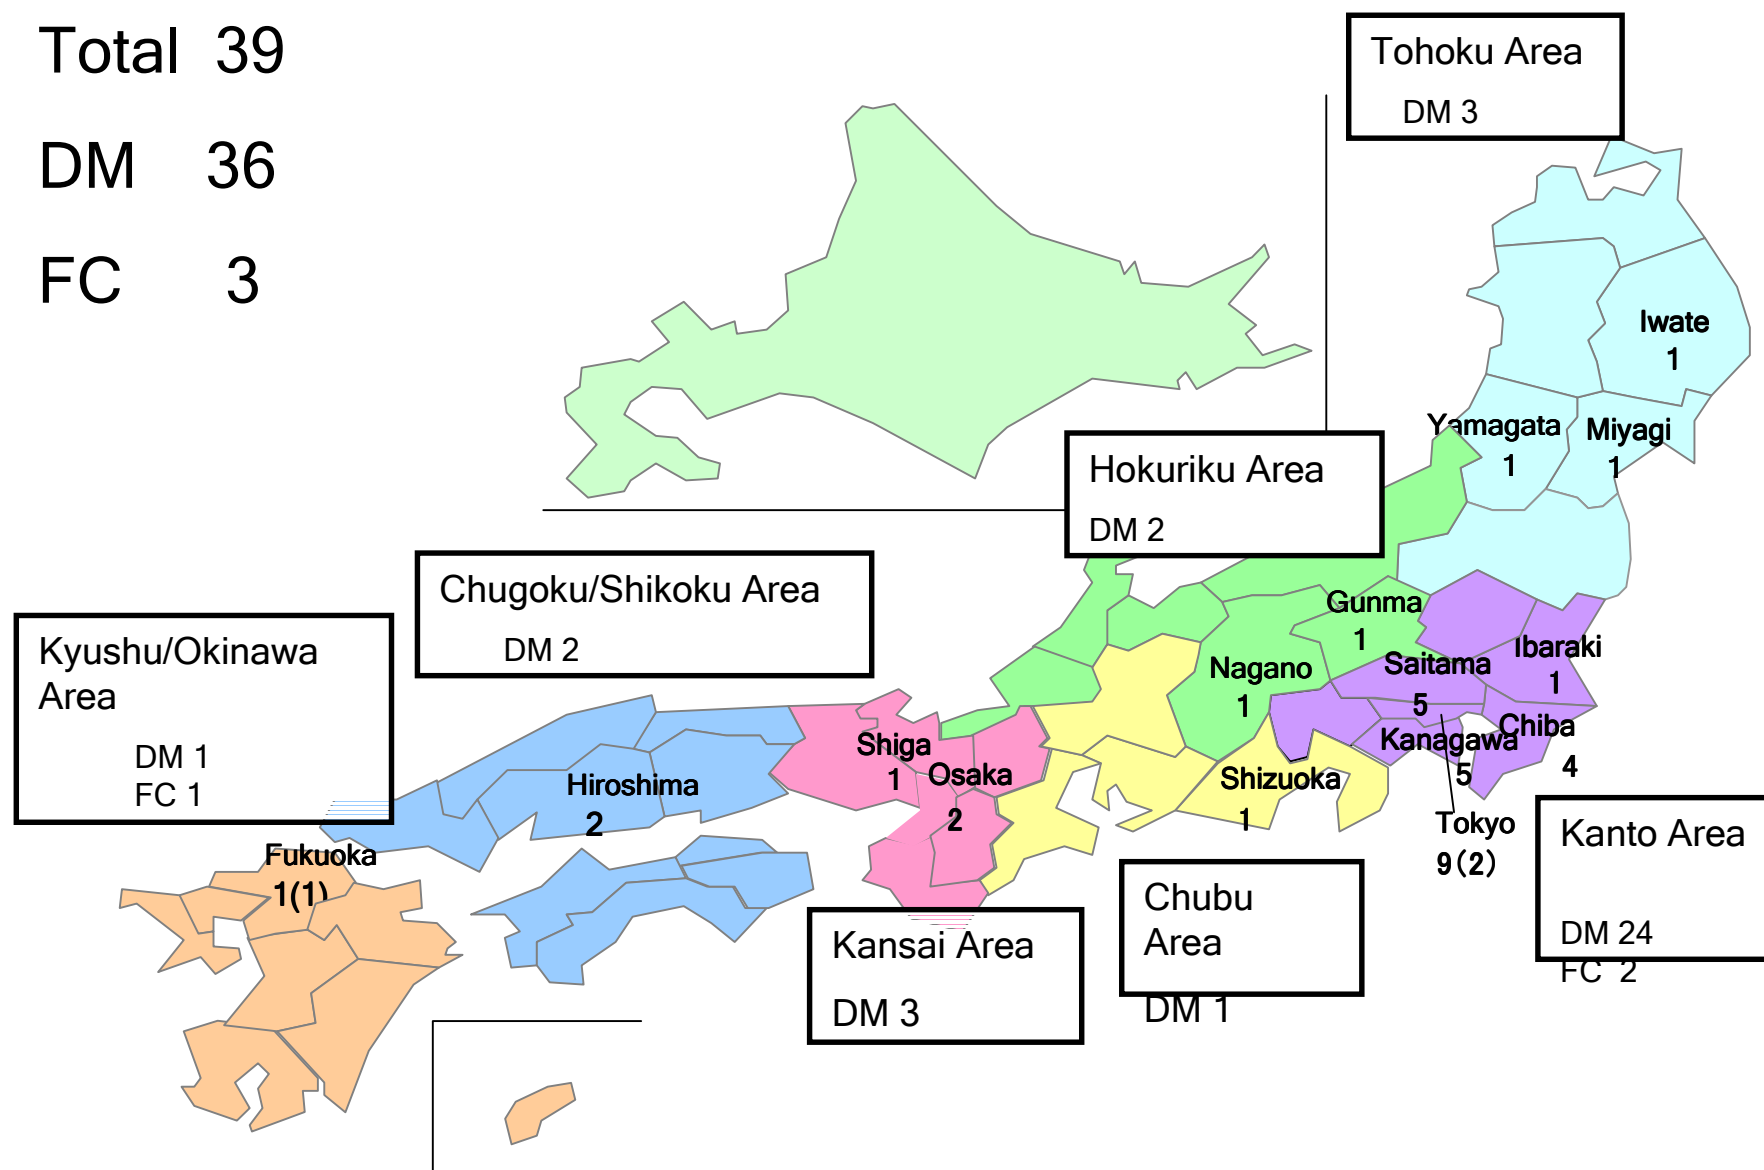 Total 39
DM 36
FC 3
Tohoku Area
DM 3
Iwate
1
Yamagata
1
Miyagi
1
Hokuriku Area
DM 2
Chugoku/Shikoku Area
DM 2
Kyushu/Okinawa
Area
DM 1
FC 1
Gunma
1
Nagano
1
Ibaraki
1
Saitama
5
Chiba
4
Kanagawa
5
Tokyo
9(2)
Shizuoka
1
Shiga
1
Osaka
2
Hiroshima
2
Fukuoka
1(1)
Kansai Area
DM 3
Chubu
Area
DM 1
Kanto Area
DM 24
FC 2